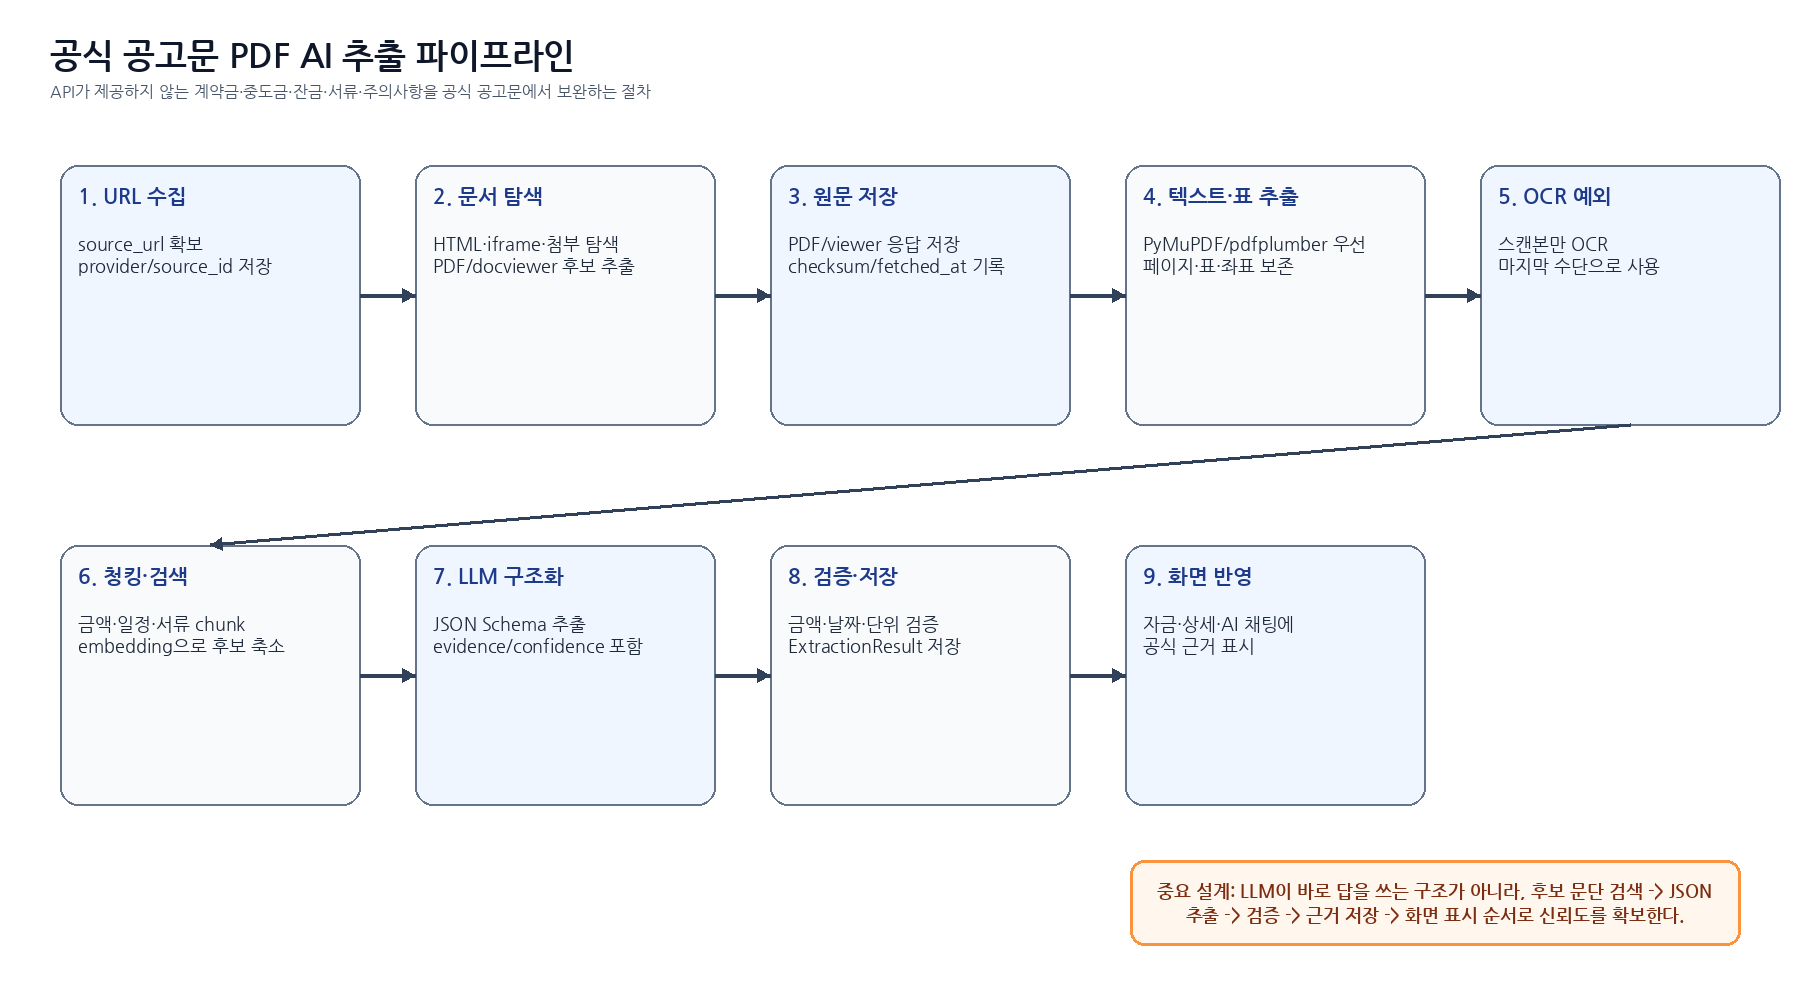 공식 공고문 PDF AI 추출 파이프라인
API가 제공하지 않는 계약금·중도금·잔금·서류·주의사항을 공식 공고문에서 보완하는 절차
1. URL 수집
source_url 확보
provider/source_id 저장
2. 문서 탐색
HTML·iframe·첨부 탐색
PDF/docviewer 후보 추출
3. 원문 저장
PDF/viewer 응답 저장
checksum/fetched_at 기록
4. 텍스트·표 추출
PyMuPDF/pdfplumber 우선
페이지·표·좌표 보존
5. OCR 예외
스캔본만 OCR
마지막 수단으로 사용
6. 청킹·검색
금액·일정·서류 chunk
embedding으로 후보 축소
7. LLM 구조화
JSON Schema 추출
evidence/confidence 포함
8. 검증·저장
금액·날짜·단위 검증
ExtractionResult 저장
9. 화면 반영
자금·상세·AI 채팅에
공식 근거 표시
중요 설계: LLM이 바로 답을 쓰는 구조가 아니라, 후보 문단 검색 -> JSON
추출 -> 검증 -> 근거 저장 -> 화면 표시 순서로 신뢰도를 확보한다.